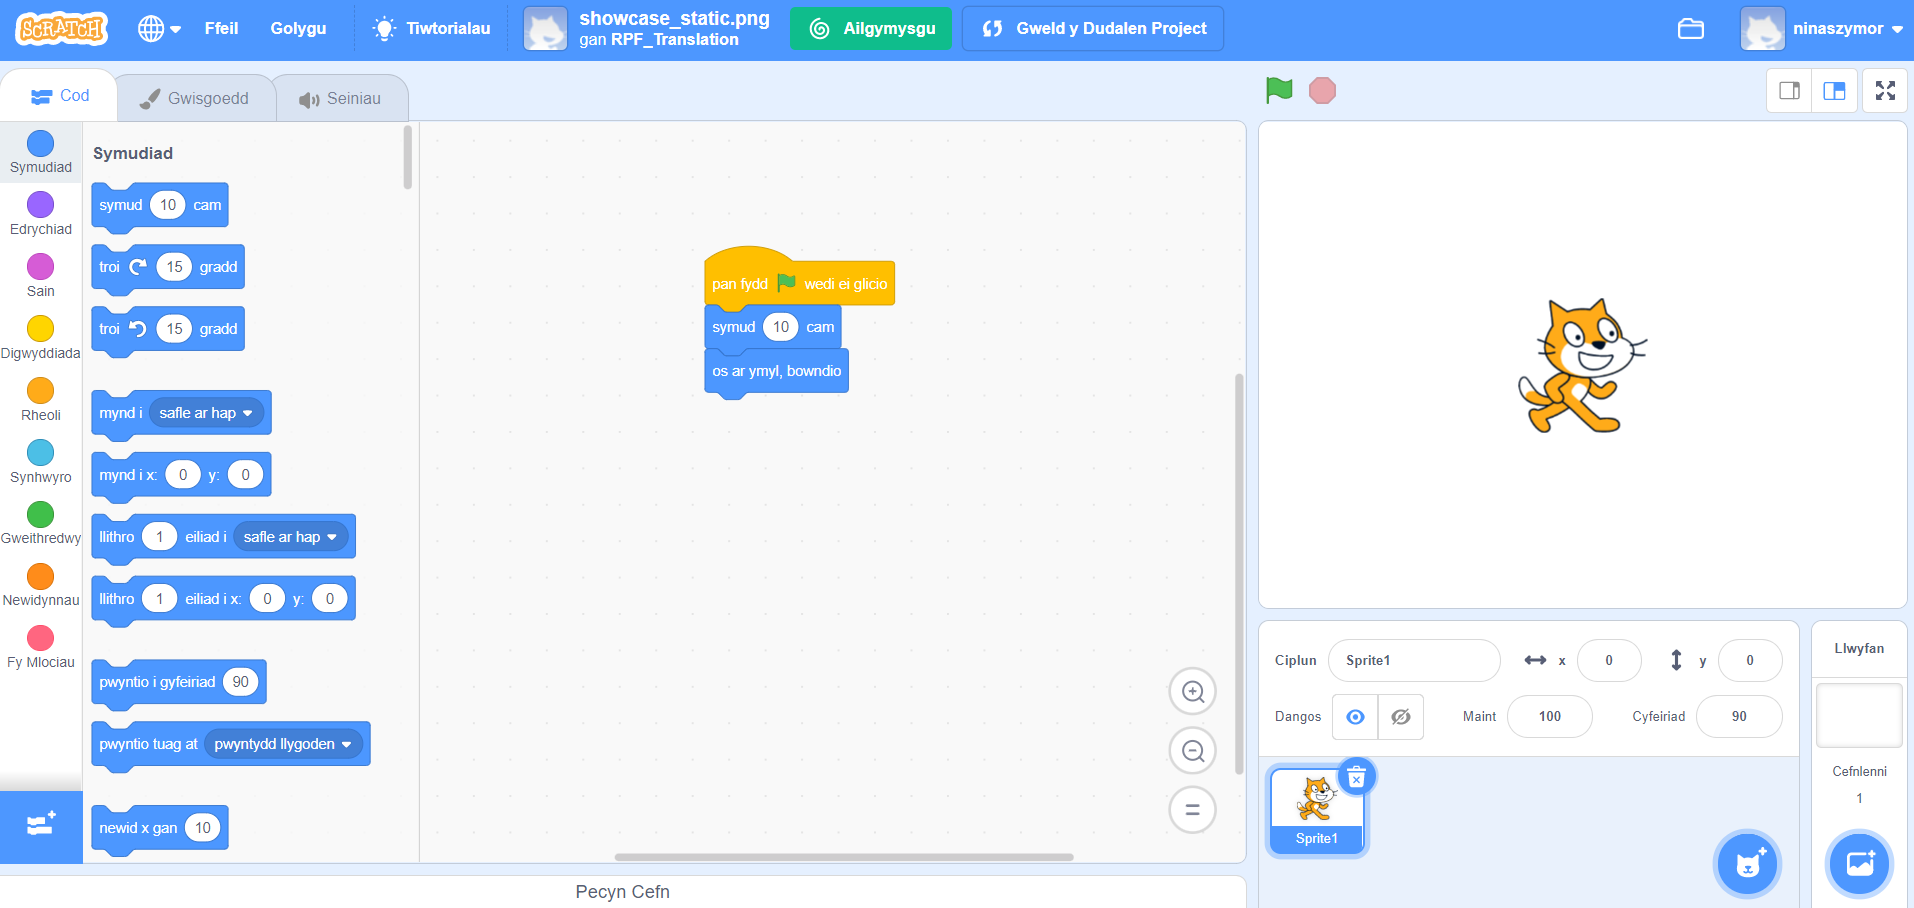 SCRATCH
Ffeil
Golygu
Tiwtorialau
showcase_static.png
gan RPF_Translation
Ailgymysgu
Gweld y Dudalen Project
ninaszymor
Cod
Gwisgoedd
Seiniau
Symudiad
Edrychiad
Sain
Digwyddiada
Rheoli
Synhwyro
Gweithredwy
Newidynnau
Fy Mlociau
Symudiad
symud 10 cam
troi 15 gradd
troi 15 gradd
mynd i safle ar hap
mynd i x: 0 y: 0
llithro 1 eiliad i safle ar hap
llithro 1 eiliad i x: 0 y: 0
pwyntio i gyfeiriad 90
pwyntio tuag at pwyntydd llygoden
newid x gan 10
pan fydd wedi ei glicio
symud 10 cam
os ar ymyl, bowndio
Pecyn Cefn
Ciplun Sprite1 x 0 y 0
Dangos Maint 100 Cyfeiriad 90
Sprite1
Llwyfan
Cefnlenni
1